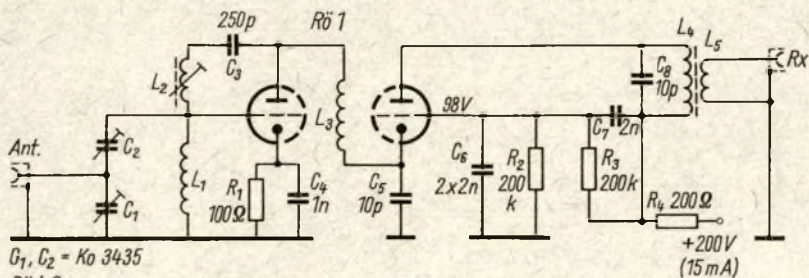 250p
Rö 1
C3
L2
L4
L5
C8
10p
Rx
L3
98V
C7
2n
Ant.
C2
C1
L1
R1
100Ω
C4
1n
C5
10p
C6
2x2n
R2
200
k
R3
200k
R4 200Ω
+200V
(15mA)
C1, C2 = Ko 3435